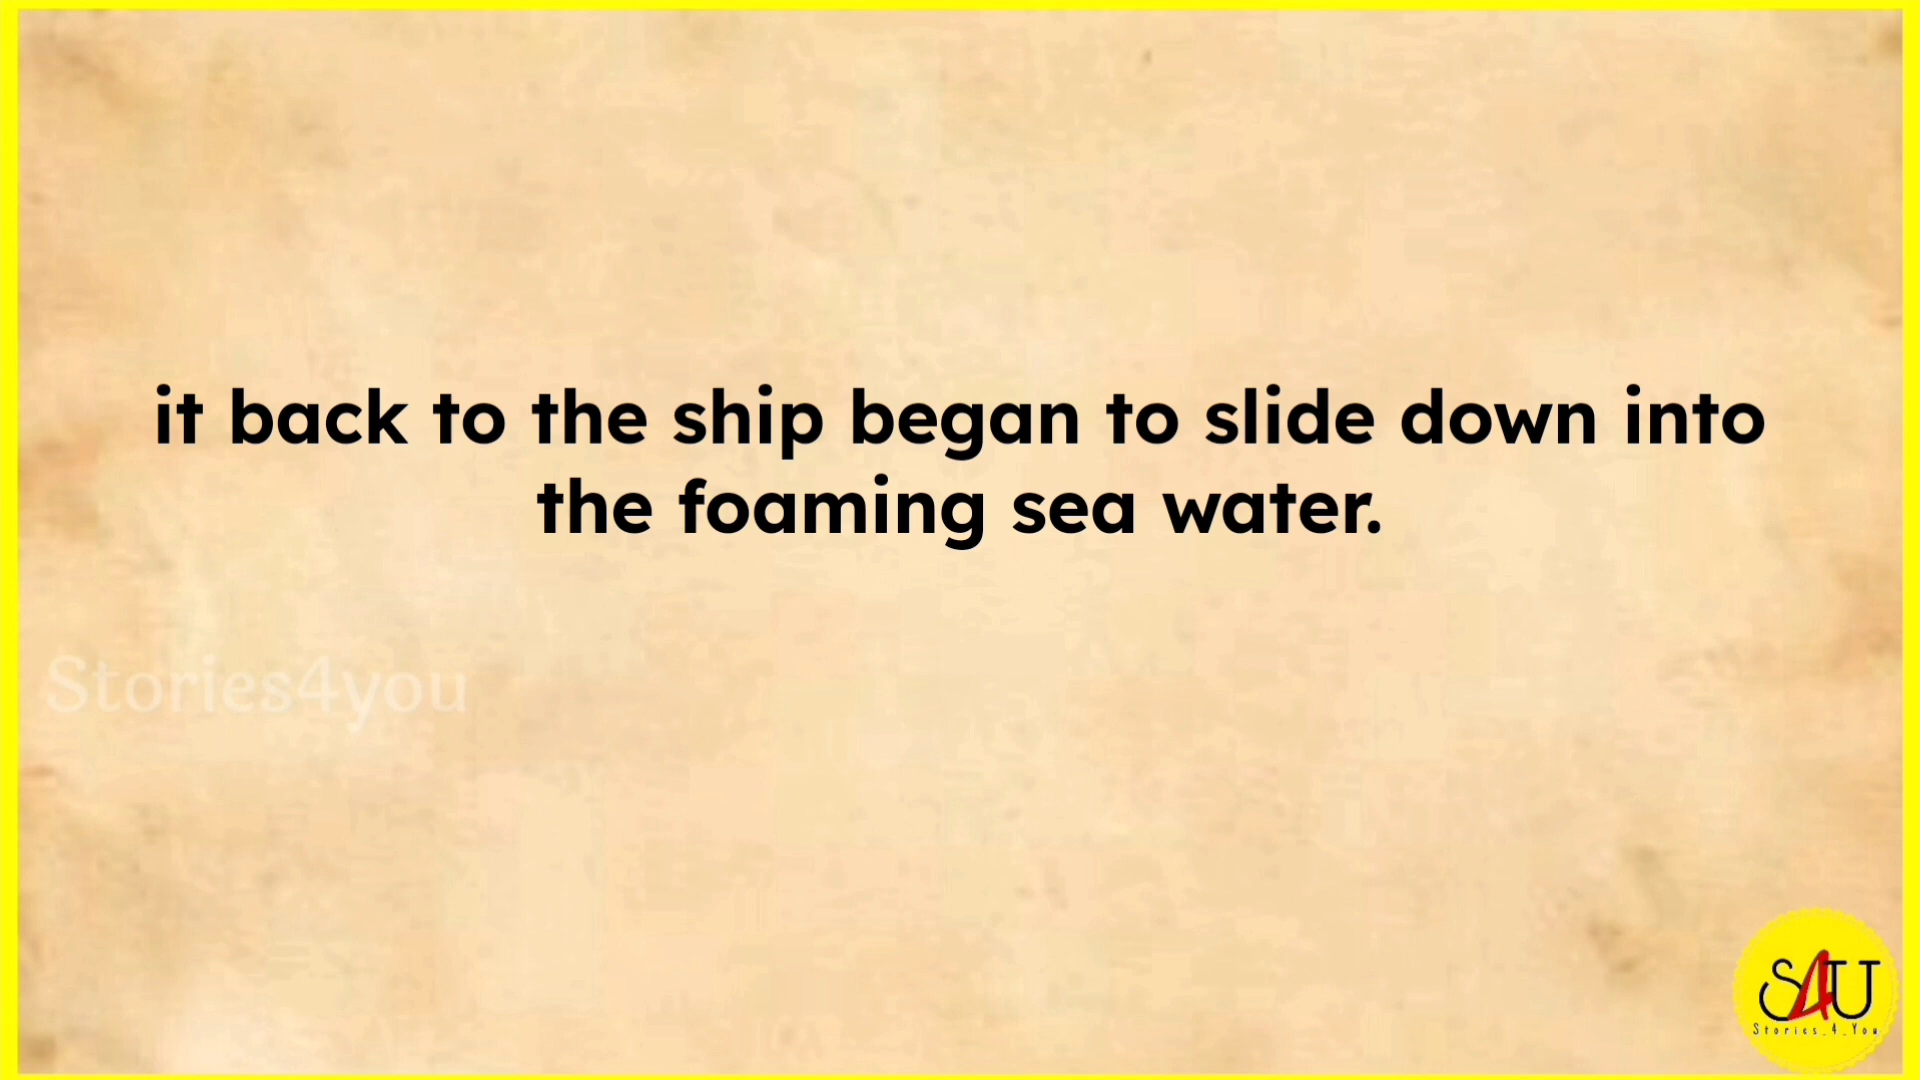 it back to the ship began to slide down into
the foaming sea water.
Stories4you
S4U
Stories_4_You